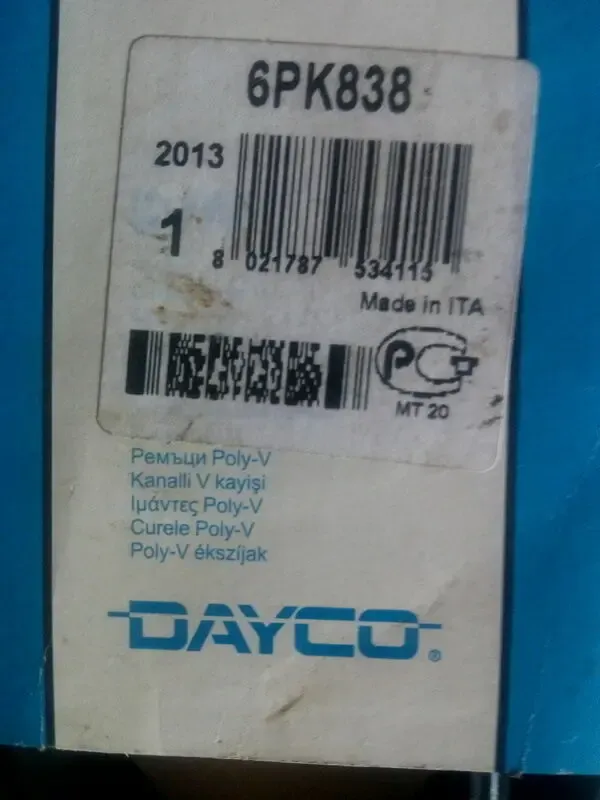 6PK838
2013
1
8 021787 534115
Made in ITA
MT 20
Ремъци Poly-V
Kanalli V kayişi
Ιμάντες Poly-V
Curele Poly-V
Poly-V ékszíjak
DAYCO®